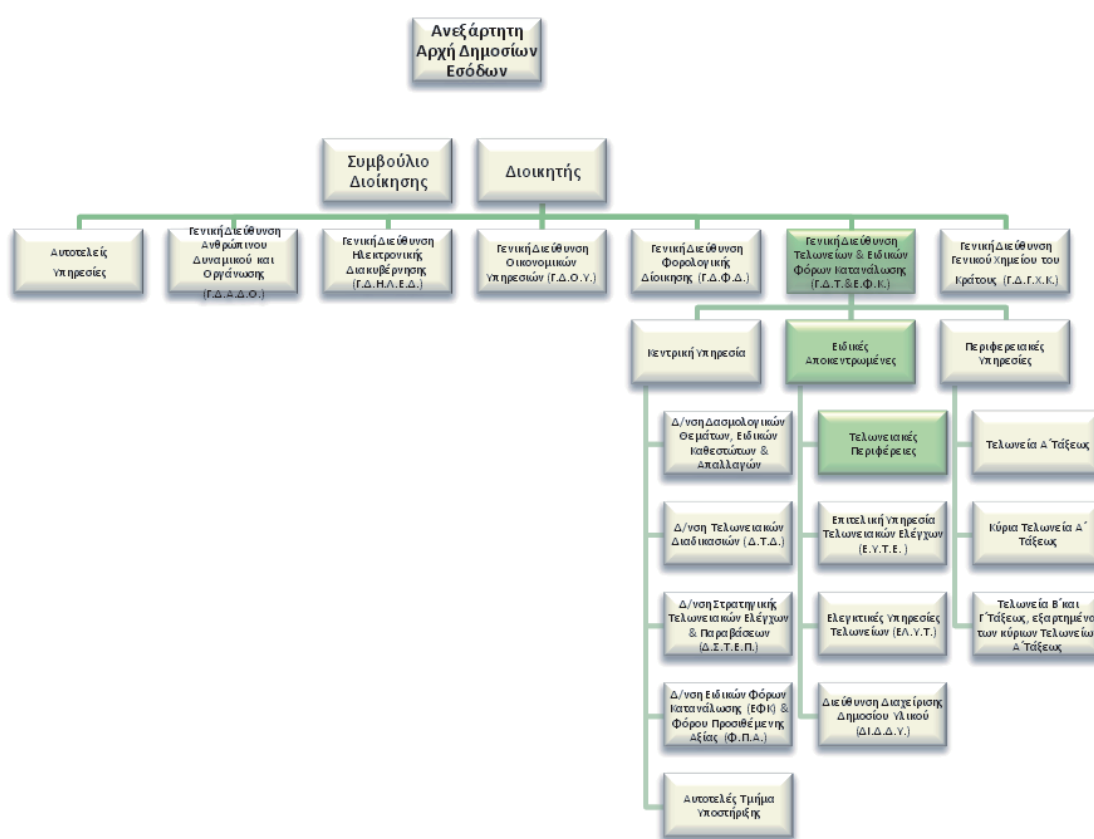 Ανεξάρτητη
Αρχή Δημοσίων
Εσόδων
Συμβούλιο
Διοίκησης
Διοικητής
Αυτοτελείς
Υπηρεσίες
Γενική Διεύθυνση
Ανθρώπινου
Δυναμικού και
Οργάνωσης
(Γ.Δ.Α.Δ.Ο.)
Γενική Διεύθυνση
Ηλεκτρονικής
Διακυβέρνησης
(Γ.Δ.Η.Λ.Ε.Δ.)
Γενική Διεύθυνση
Οικονομικών
Υπηρεσιών (Γ.Δ.Ο.Υ.)
Γενική Διεύθυνση
Φορολογικής
Δίοικησης (Γ.Δ.Φ.Δ.)
Γενική Διεύθυνση
Τελωνείων & Ειδικών
Φόρων Κατανάλωσης
(Γ.Δ.Τ.&Ε.Φ.Κ.)
Γενική Διεύθυνση
Γενικού Χημείου του
Κράτους (Γ.Δ.Γ.Χ.Κ.)
Κεντρική Υπηρεσία
Ειδικές
Αποκεντρωμένες
Περιφερειακές
Υπηρεσίες
Δ/νση Δασμολογικών
Θεμάτων, Ειδικών
Καθεστώτων &
Απαλλαγών
Δ/νση Τελωνειακών
Διαδικασιών (Δ.Τ.Δ.)
Δ/νση Στρατηγικής
Τελωνειακών Ελέγχων
& Παραβάσεων
(Δ.Σ.Τ.Ε.Π.)
Δ/νση Ειδικών Φόρων
Κατανάλωσης (ΕΦΚ) &
Φόρου Προσιθέμενης
Αξίας (Φ.Π.Α.)
Αυτοτελές Τμήμα
Υποστήριξης
Τελωνειακές
Περιφέρειες
Επιτελική Υπηρεσία
Τελωνειακών Ελέγχων
(Ε.Υ.Τ.Ε.)
Ελεγκτικές Υπηρεσίες
Τελωνείων (ΕΛ.Υ.Τ.)
Διεύθυνση Διαχείρισης
Δημοσίου Υλικού
(ΔΙ.Δ.Δ.Υ.)
Τελωνεία Α΄Τάξεως
Κύρια Τελωνεία Α΄
Τάξεως
Τελωνεία Β΄ και
Γ΄Τάξεως, εξαρτημένα
των κύριων Τελωνείων
Α΄Τάξεως